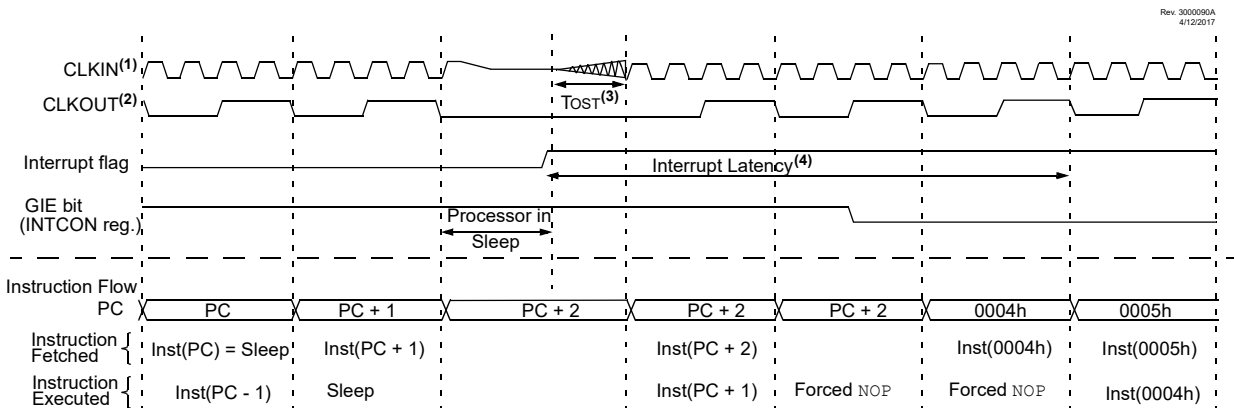 Rev. 3000090A
4/12/2017
CLKIN(1)
CLKOUT(2)
TOST(3)
Interrupt flag
Interrupt Latency(4)
GIE bit
(INTCON reg.)
Processor in
Sleep
Instruction Flow
PC PC PC + 1 PC + 2 PC + 2 PC + 2 0004h 0005h
Instruction
Fetched { Inst(PC) = Sleep Inst(PC + 1) Inst(PC + 2) Inst(0004h) Inst(0005h)
Instruction
Executed { Inst(PC - 1) Sleep Inst(PC + 1) Forced NOP Forced NOP Inst(0004h)